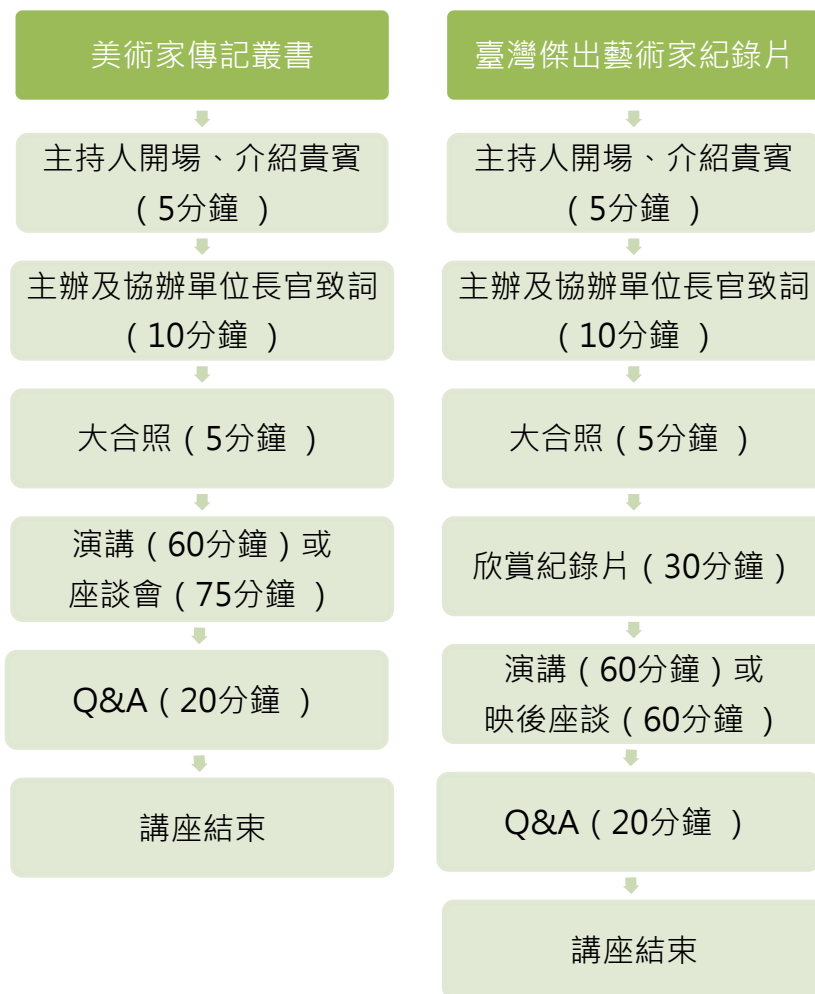 美術家傳記叢書
主持人開場、介紹貴賓
（5分鐘 ）
主辦及協辦單位長官致詞
（10分鐘 ）
大合照（5分鐘 ）
演講（60分鐘）或
座談會（75分鐘 ）
Q&A（20分鐘 ）
講座結束
臺灣傑出藝術家紀錄片
主持人開場、介紹貴賓
（5分鐘 ）
主辦及協辦單位長官致詞
（10分鐘 ）
大合照（5分鐘 ）
欣賞紀錄片（30分鐘）
演講（60分鐘）或
映後座談（60分鐘 ）
Q&A（20分鐘 ）
講座結束